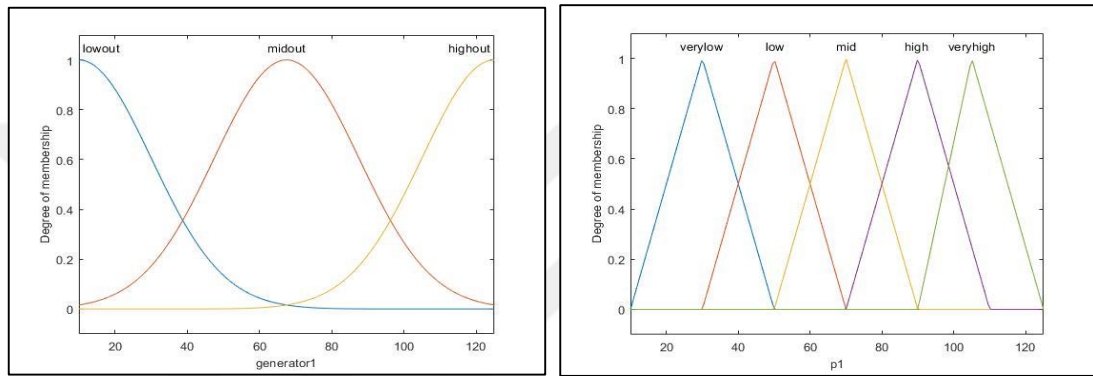 lowout midout highout
1
0.8
0.6
0.4
0.2
0
Degree of membership
20 40 60 80 100 120
generator1
verylow low mid high veryhigh
1
0.8
0.6
0.4
0.2
0
Degree of membership
20 40 60 80 100 120
p1